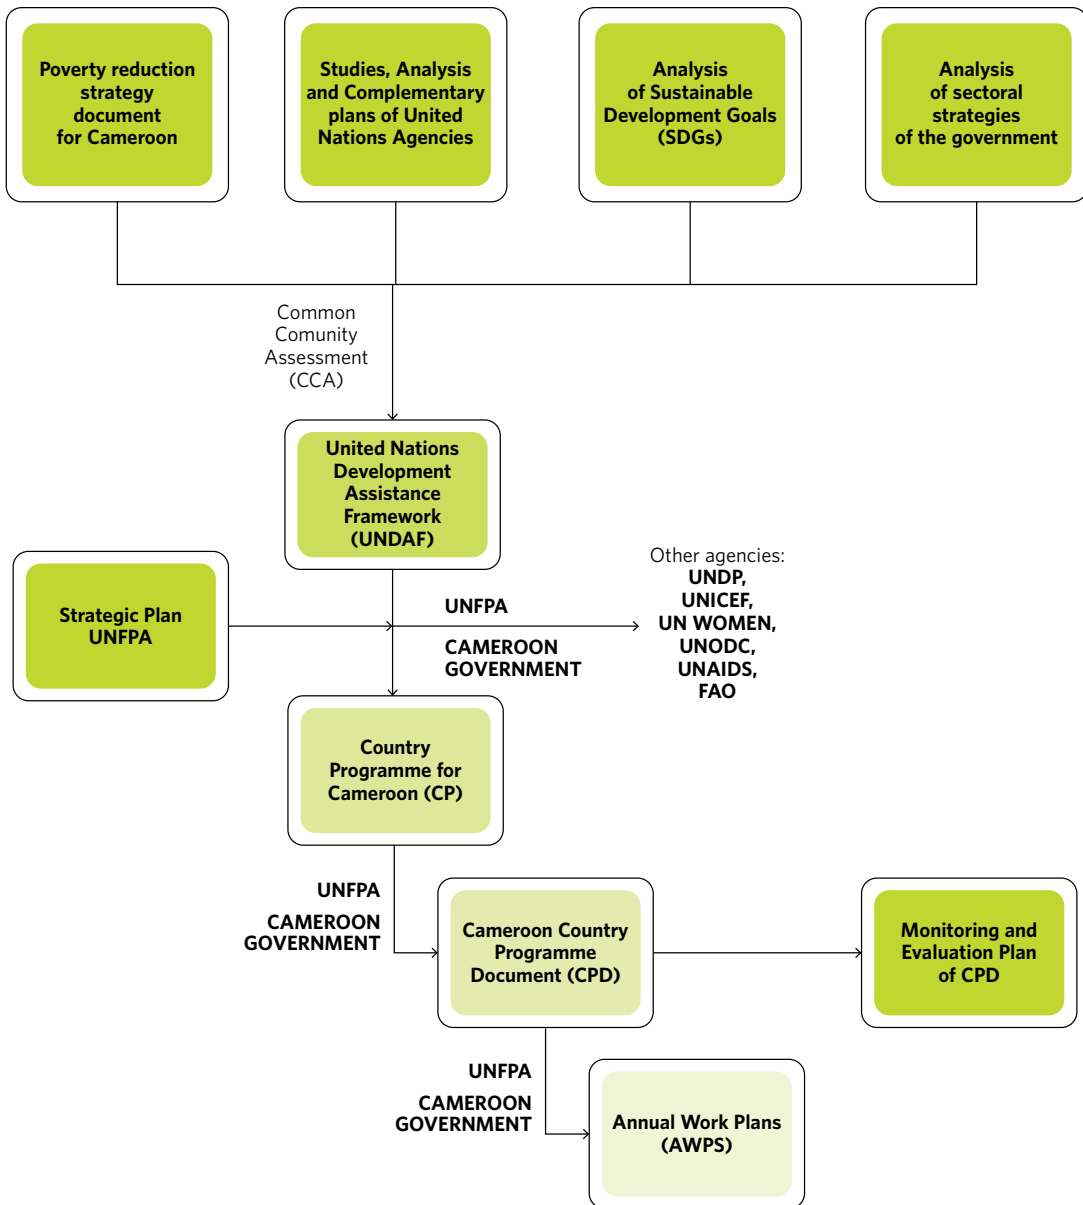 Poverty reduction
strategy
document
for Cameroon
Studies, Analysis
and Complementary
plans of United
Nations Agencies
Analysis
of Sustainable
Development Goals
(SDGs)
Analysis
of sectoral
strategies
of the government
Common
Comunity
Assessment
(CCA)
United Nations
Development
Assistance
Framework
(UNDAF)
Strategic Plan
UNFPA
UNFPA
CAMEROON
GOVERNMENT
Other agencies:
UNDP,
UNICEF,
UN WOMEN,
UNODC,
UNAIDS,
FAO
Country
Programme for
Cameroon (CP)
UNFPA
CAMEROON
GOVERNMENT
Cameroon Country
Programme
Document (CPD)
Monitoring and
Evaluation Plan
of CPD
UNFPA
CAMEROON
GOVERNMENT
Annual Work Plans
(AWPS)